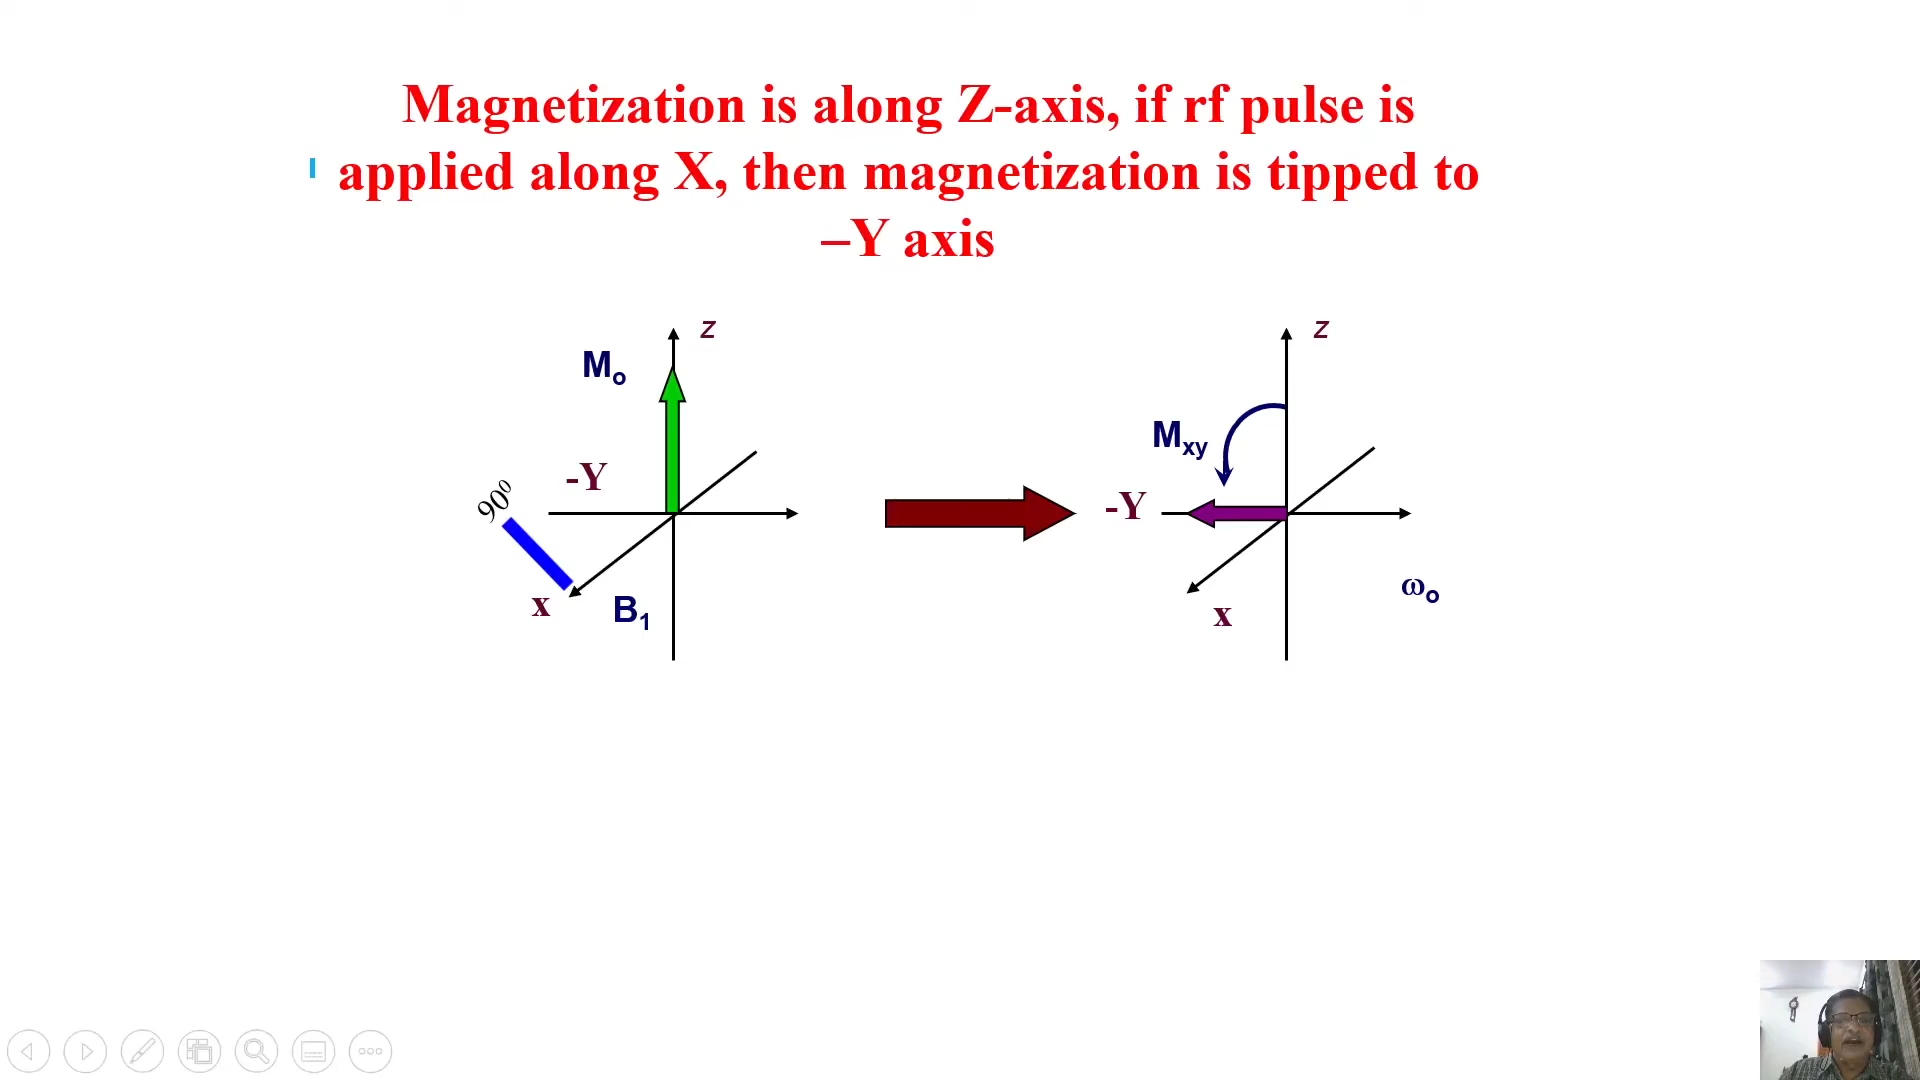 Magnetization is along Z-axis, if rf pulse is
applied along X, then magnetization is tipped to
–Y axis
z
Mo
-Y
90⁰
x
B1
z
Mxy
-Y
x
ωo